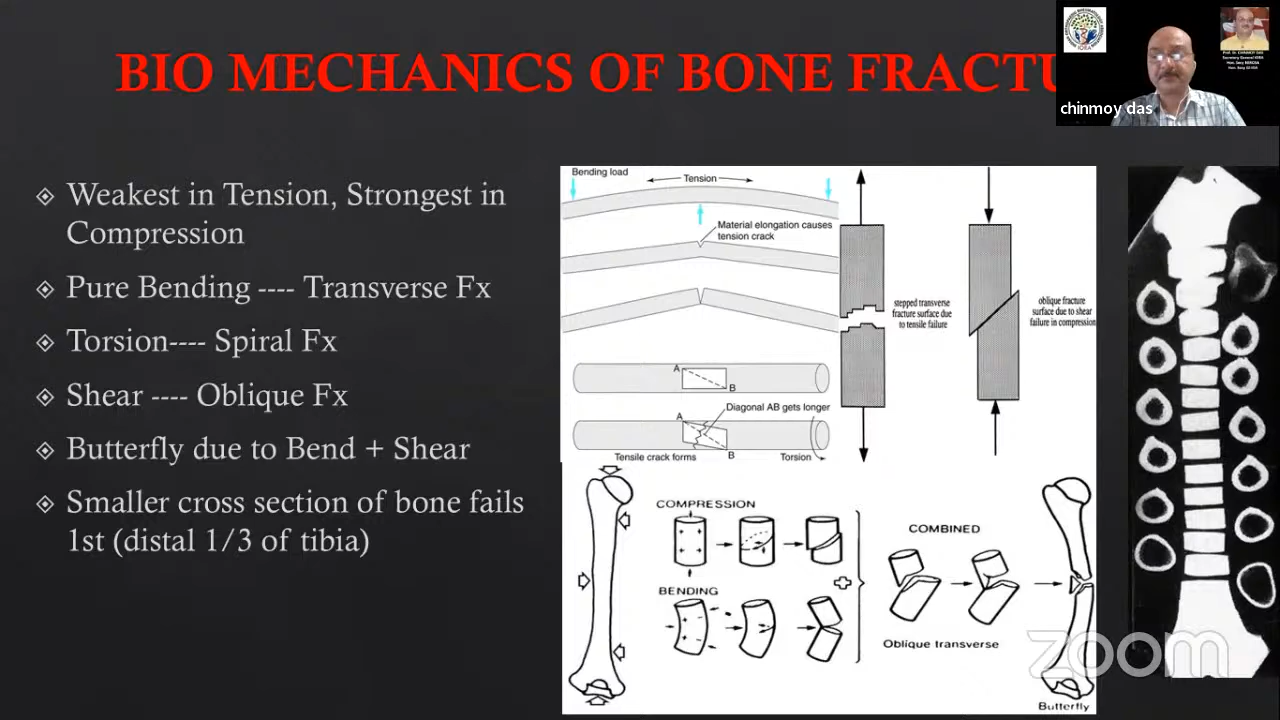 BIO MECHANICS OF BONE FRACTU
chinmoy das
Prof. Dr. CHINMOY DAS
◈ Weakest in Tension, Strongest in
Compression
◈ Pure Bending ---- Transverse Fx
◈ Torsion---- Spiral Fx
◈ Shear ---- Oblique Fx
◈ Butterfly due to Bend + Shear
◈ Smaller cross section of bone fails
1st (distal 1/3 of tibia)
Bending load
Tension
Material elongation causes
tension crack
stepped transverse
fracture surface due
to tensile failure
oblique fracture
surface due to shear
failure in compression
A
B
Diagonal AB gets longer
A
B
Tensile crack forms
Torsion
COMPRESSION
BENDING
COMBINED
Oblique transverse
Butterfly
zoom